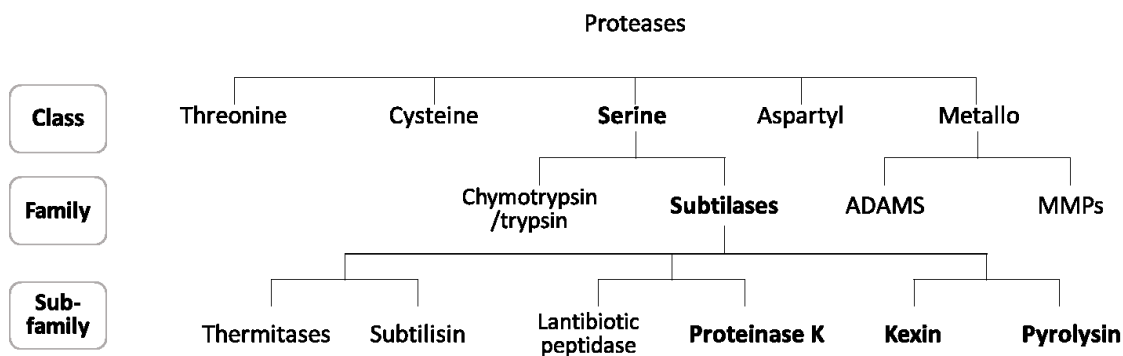 Proteases
Class
Threonine
Cysteine
Serine
Aspartyl
Metallo
Family
Chymotrypsin
/trypsin
Subtilases
ADAMS
MMPs
Sub-
family
Thermitases
Subtilisin
Lantibiotic
peptidase
Proteinase K
Kexin
Pyrolysin